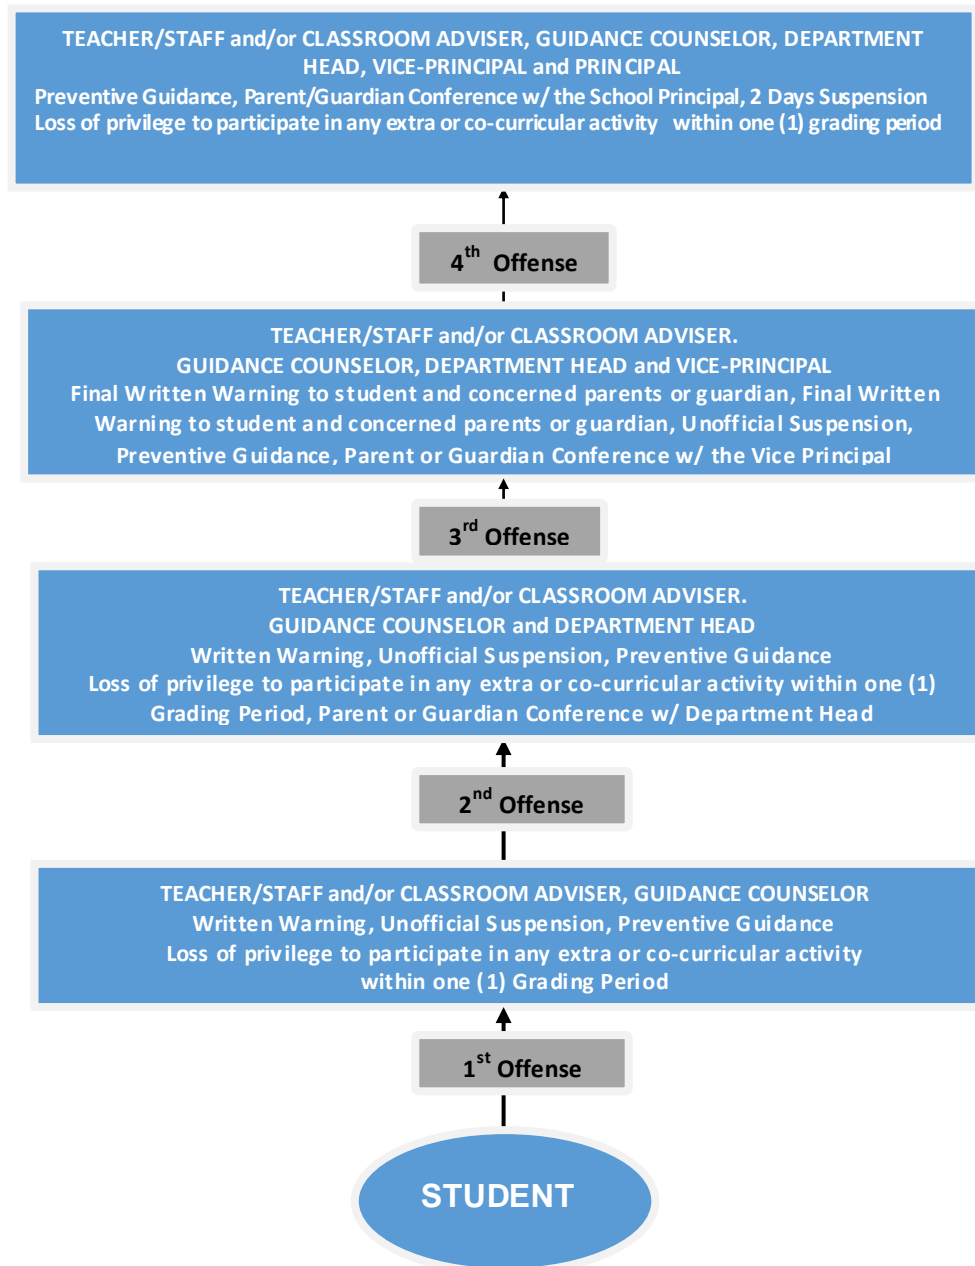 TEACHER/STAFF and/or CLASSROOM ADVISER, GUIDANCE COUNSELOR, DEPARTMENT
HEAD, VICE-PRINCIPAL and PRINCIPAL
Preventive Guidance, Parent/Guardian Conference w/ the School Principal, 2 Days Suspension
Loss of privilege to participate in any extra or co-curricular activity within one (1) grading period
4th Offense
TEACHER/STAFF and/or CLASSROOM ADVISER.
GUIDANCE COUNSELOR, DEPARTMENT HEAD and VICE-PRINCIPAL
Final Written Warning to student and concerned parents or guardian, Final Written
Warning to student and concerned parents or guardian, Unofficial Suspension,
Preventive Guidance, Parent or Guardian Conference w/ the Vice Principal
3rd Offense
TEACHER/STAFF and/or CLASSROOM ADVISER.
GUIDANCE COUNSELOR and DEPARTMENT HEAD
Written Warning, Unofficial Suspension, Preventive Guidance
Loss of privilege to participate in any extra or co-curricular activity within one (1)
Grading Period, Parent or Guardian Conference w/ Department Head
2nd Offense
TEACHER/STAFF and/or CLASSROOM ADVISER, GUIDANCE COUNSELOR
Written Warning, Unofficial Suspension, Preventive Guidance
Loss of privilege to participate in any extra or co-curricular activity
within one (1) Grading Period
1st Offense
STUDENT